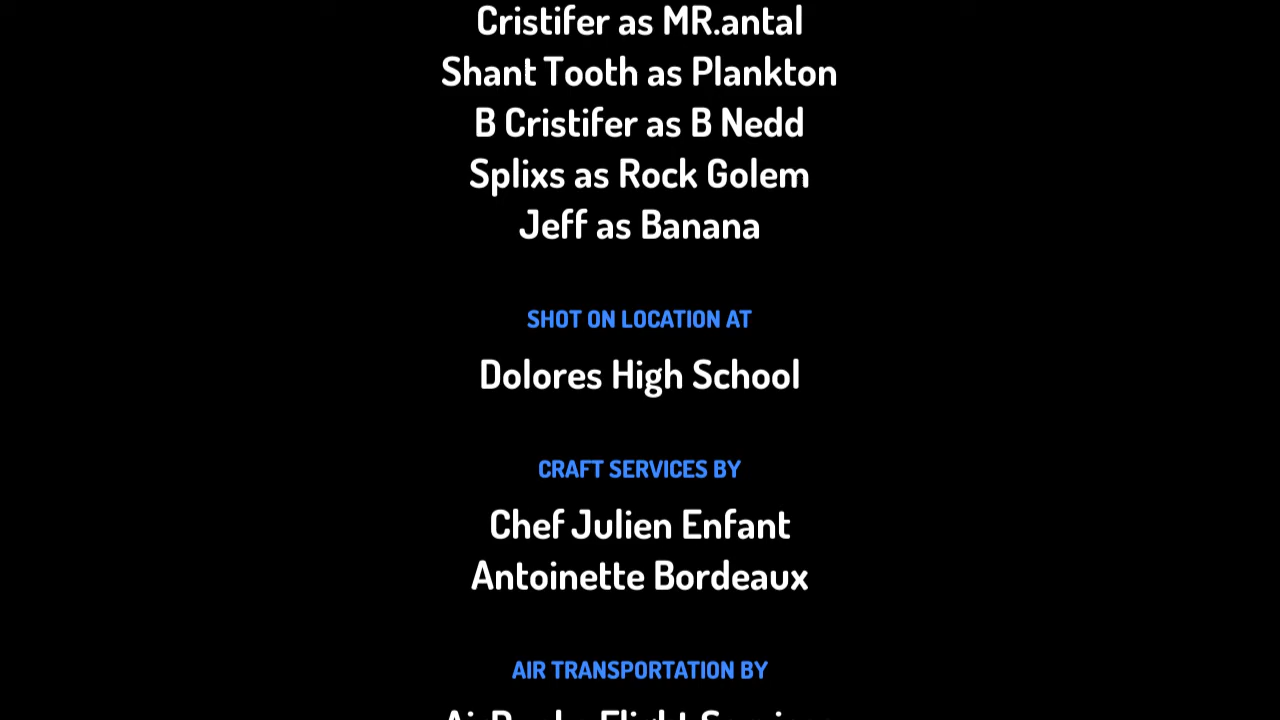 Cristifer as MR.antal
Shant Tooth as Plankton
B Cristifer as B Nedd
Splixs as Rock Golem
Jeff as Banana
SHOT ON LOCATION AT
Dolores High School
CRAFT SERVICES BY
Chef Julien Enfant
Antoinette Bordeaux
AIR TRANSPORTATION BY
Flight